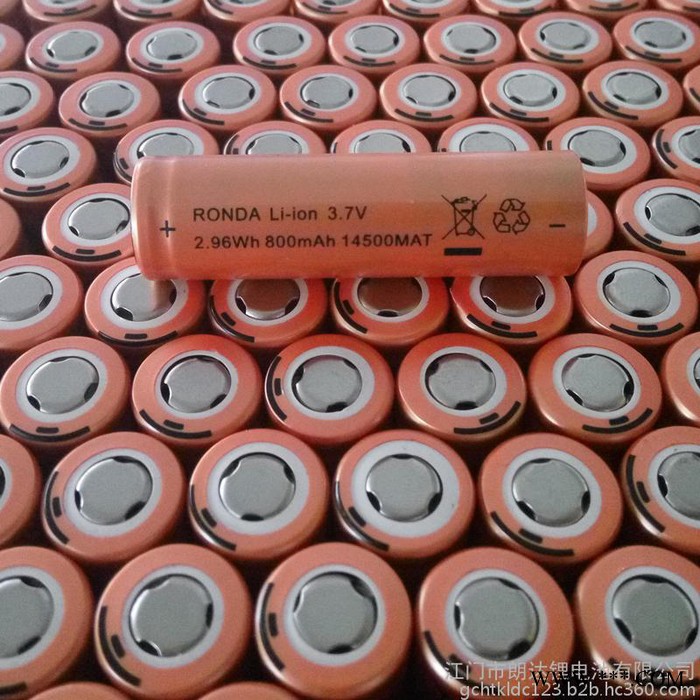 RONDA Li-ion 3.7V
+
2.96Wh 800mAh 14500MAT
-
江门市朗达锂电池有限公司
gchtkldc123.b2b.hc360.com